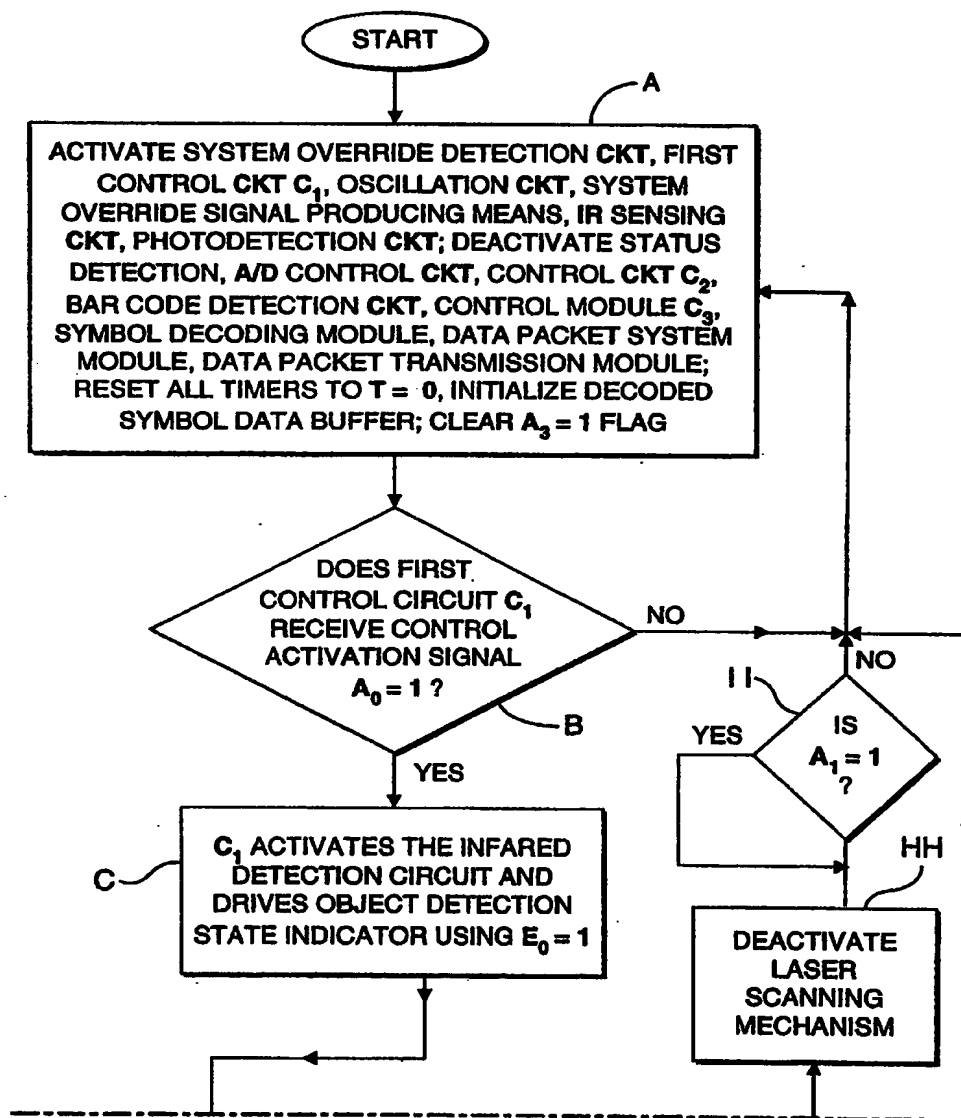 START
A
ACTIVATE SYSTEM OVERRIDE DETECTION CKT, FIRST
CONTROL CKT C₁, OSCILLATION CKT, SYSTEM
OVERRIDE SIGNAL PRODUCING MEANS, IR SENSING
CKT, PHOTODETECTION CKT; DEACTIVATE STATUS
DETECTION, A/D CONTROL CKT, CONTROL CKT C₂,
BAR CODE DETECTION CKT, CONTROL MODULE C₃,
SYMBOL DECODING MODULE, DATA PACKET SYSTEM
MODULE, DATA PACKET TRANSMISSION MODULE;
RESET ALL TIMERS TO T = 0, INITIALIZE DECODED
SYMBOL DATA BUFFER; CLEAR A₃ = 1 FLAG
DOES FIRST
CONTROL CIRCUIT C₁
RECEIVE CONTROL
ACTIVATION SIGNAL
A₀ = 1 ?
NO
B
YES
NO
II
IS
A₁ = 1
?
YES
C
C₁ ACTIVATES THE INFARED
DETECTION CIRCUIT AND
DRIVES OBJECT DETECTION
STATE INDICATOR USING E₀ = 1
HH
DEACTIVATE
LASER
SCANNING
MECHANISM